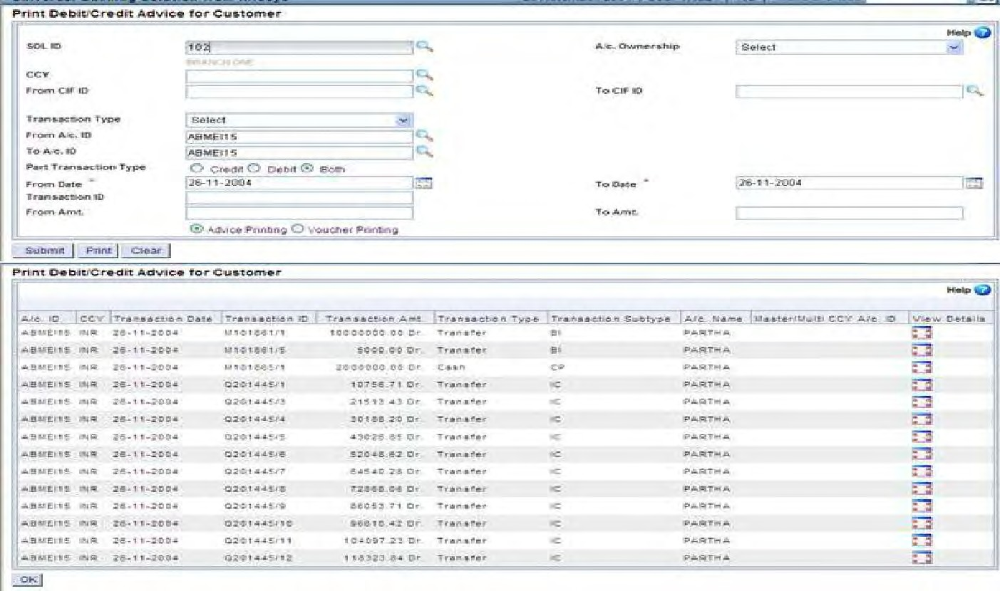 Print Debit/Credit Advice for Customer
Help
SOL ID 102 A/c. Ownership Select
BRANCH ONE
CCY
From CIF ID To CIF ID
Transaction Type Select
From A/c. ID ABMEI15
To A/c. ID ABMEI15
Part Transaction Type Credit Debit Both
From Date * 26-11-2004 To Date * 26-11-2004
Transaction ID
From Amt. To Amt.
Advice Printing Voucher Printing
Submit Print Clear
Print Debit/Credit Advice for Customer
Help
A/c. ID CCY Transaction Date Transaction ID Transaction Amt. Transaction Type Transaction Subtype A/c. Name Master/Multi CCY A/c. ID View Details
ABMEI15 INR 26-11-2004 M101861/1 10000000.00 Dr. Transfer BI PARTHA
ABMEI15 INR 26-11-2004 M101861/5 5000.00 Dr. Transfer BI PARTHA
ABMEI15 INR 26-11-2004 M101865/1 2000000.00 Dr. Cash CP PARTHA
ABMEI15 INR 26-11-2004 Q201445/1 10756.71 Dr. Transfer IC PARTHA
ABMEI15 INR 26-11-2004 Q201445/3 21513.43 Dr. Transfer IC PARTHA
ABMEI15 INR 26-11-2004 Q201445/4 Dr. Transfer IC PARTHA
ABMEI15 INR 26-11-2004 Q201445/5 Dr. Transfer IC PARTHA
ABMEI15 INR 26-11-2004 Q201445/6 Dr. Transfer IC PARTHA
ABMEI15 INR 26-11-2004 Q201445/7 64540.28 Dr. Transfer IC PARTHA
ABMEI15 INR 26-11-2004 Q201445/8 Dr. Transfer IC PARTHA
ABMEI15 INR 26-11-2004 Q201445/9 86053.71 Dr. Transfer IC PARTHA
ABMEI15 INR 26-11-2004 Q201445/10 96810.42 Dr. Transfer IC PARTHA
ABMEI15 INR 26-11-2004 Q201445/11 104097.23 Dr. Transfer IC PARTHA
ABMEI15 INR 26-11-2004 Q201445/12 118323.84 Dr. Transfer IC PARTHA
OK